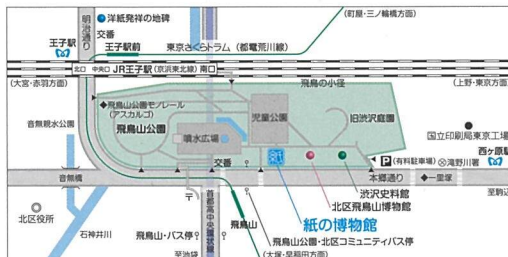 明治通り
洋紙発祥の地碑
(町屋・三ノ輪橋方面)
交番
王子駅
王子駅前
東京さくらトラム(都電荒川線)
北口
中央口
JR王子駅(京浜東北線)
南口
(大宮・赤羽方面)
飛鳥の小径
(上野・東京方面)
飛鳥山公園モノレール
(アスカルゴ)
児童公園
旧渋沢庭園
音無親水公園
飛鳥山公園
噴水広場
国立印刷局東京工場
西ヶ原駅
交番
紙
P
(有料駐車場)
滝野川署
音無橋
本郷通り
一里塚
至駒込
渋沢史料館
北区飛鳥山博物館
紙の博物館
北区役所
石神井川
首都高中央環状線
飛鳥山
飛鳥山・バス停
飛鳥山公園・北区コミュニティバス停
至池袋
(大塚・早稲田方面)